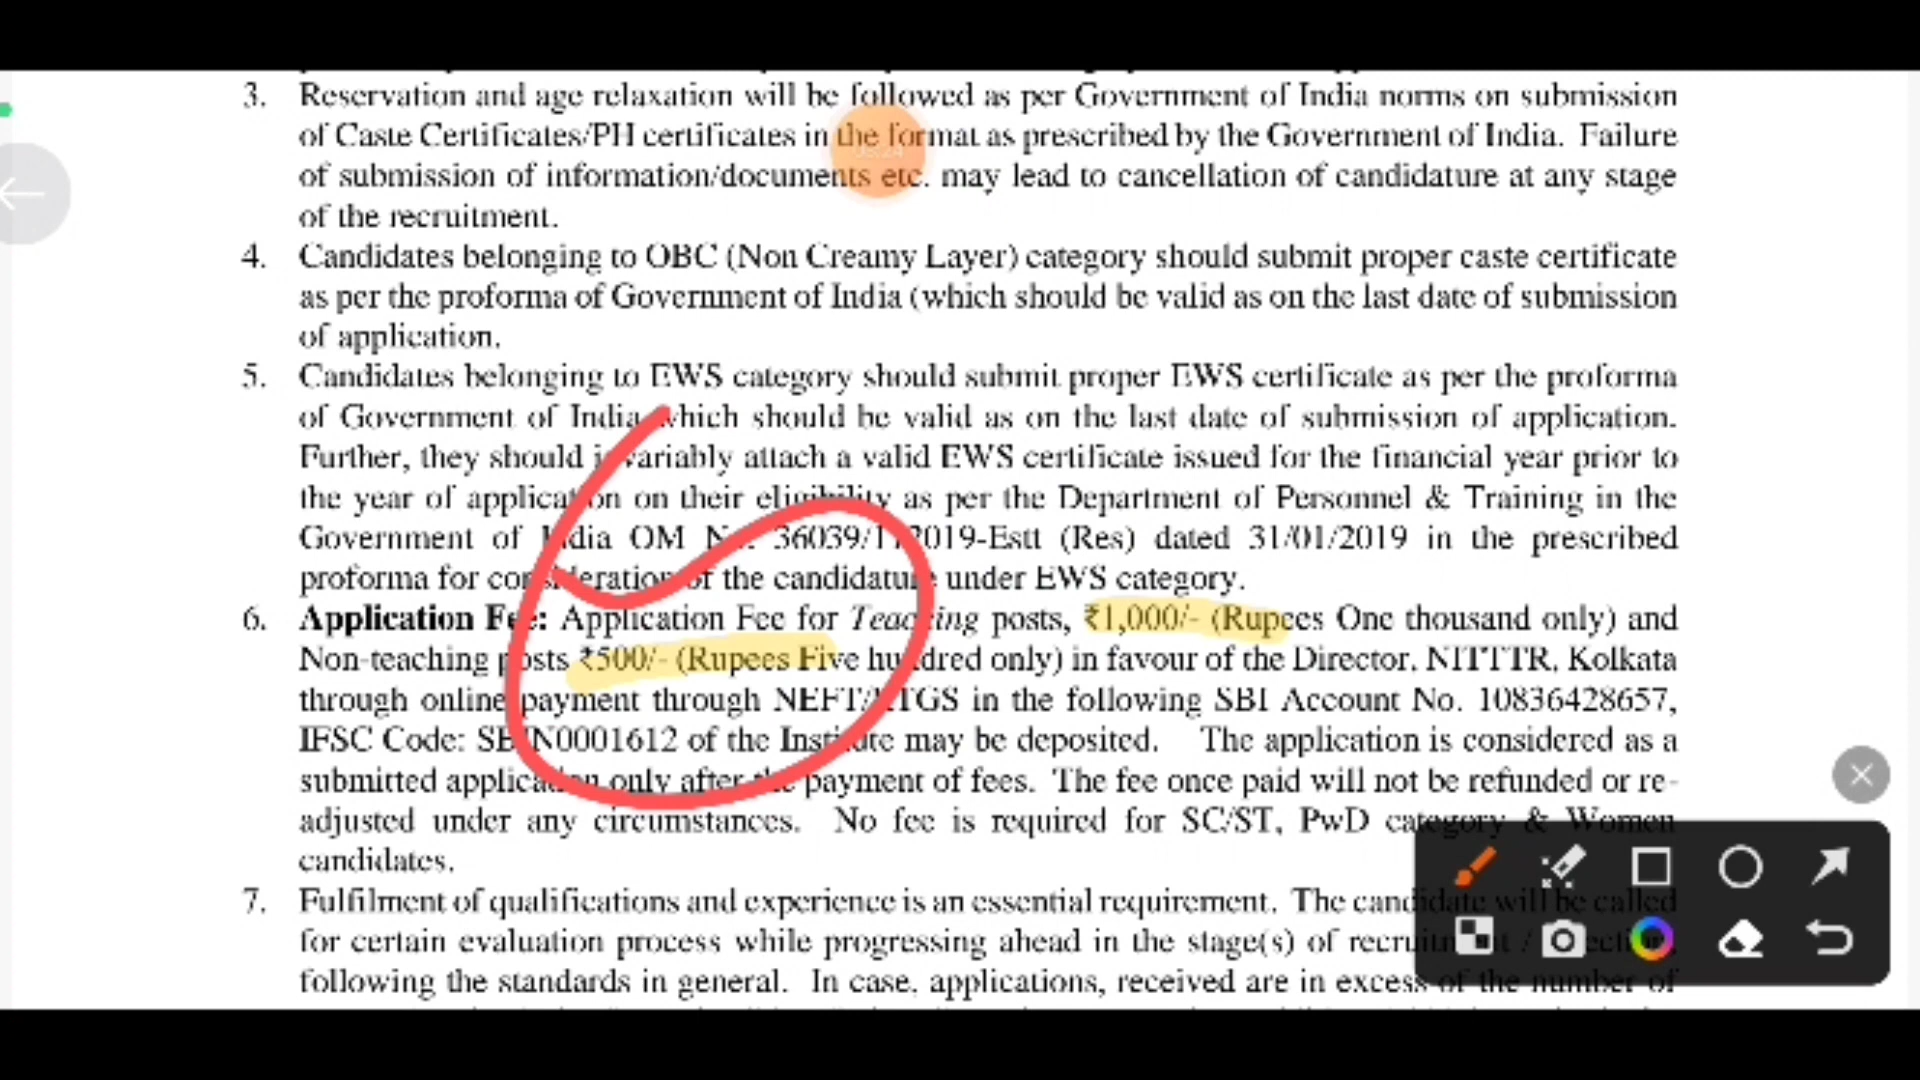 3. Reservation and age relaxation will be followed as per Government of India norms on submission
of Caste Certificates/PH certificates in the format as prescribed by the Government of India. Failure
of submission of information/documents etc. may lead to cancellation of candidature at any stage
of the recruitment.
4. Candidates belonging to OBC (Non Creamy Layer) category should submit proper caste certificate
as per the proforma of Government of India (which should be valid as on the last date of submission
of application.
5. Candidates belonging to EWS category should submit proper EWS certificate as per the proforma
of Government of India which should be valid as on the last date of submission of application.
Further, they should invariably attach a valid EWS certificate issued for the financial year prior to
the year of application on their eligibility as per the Department of Personnel & Training in the
Government of India OM No. 36039/1/2019-Estt (Res) dated 31/01/2019 in the prescribed
proforma for consideration of the candidature under EWS category.
6. Application Fee: Application Fee for Teaching posts, ₹1,000/- (Rupees One thousand only) and
Non-teaching posts ₹500/- (Rupees Five hundred only) in favour of the Director, NITTTR, Kolkata
through online payment through NEFT/RTGS in the following SBI Account No. 10836428657,
IFSC Code: SBIN0001612 of the Institute may be deposited. The application is considered as a
submitted application only after the payment of fees. The fee once paid will not be refunded or re-
adjusted under any circumstances. No fee is required for SC/ST, PwD category & Women
candidates.
7. Fulfilment of qualifications and experience is an essential requirement. The candidate will be called
for certain evaluation process while progressing ahead in the stage(s) of recruitment /
following the standards in general. In case, applications, received are in excess of the number of